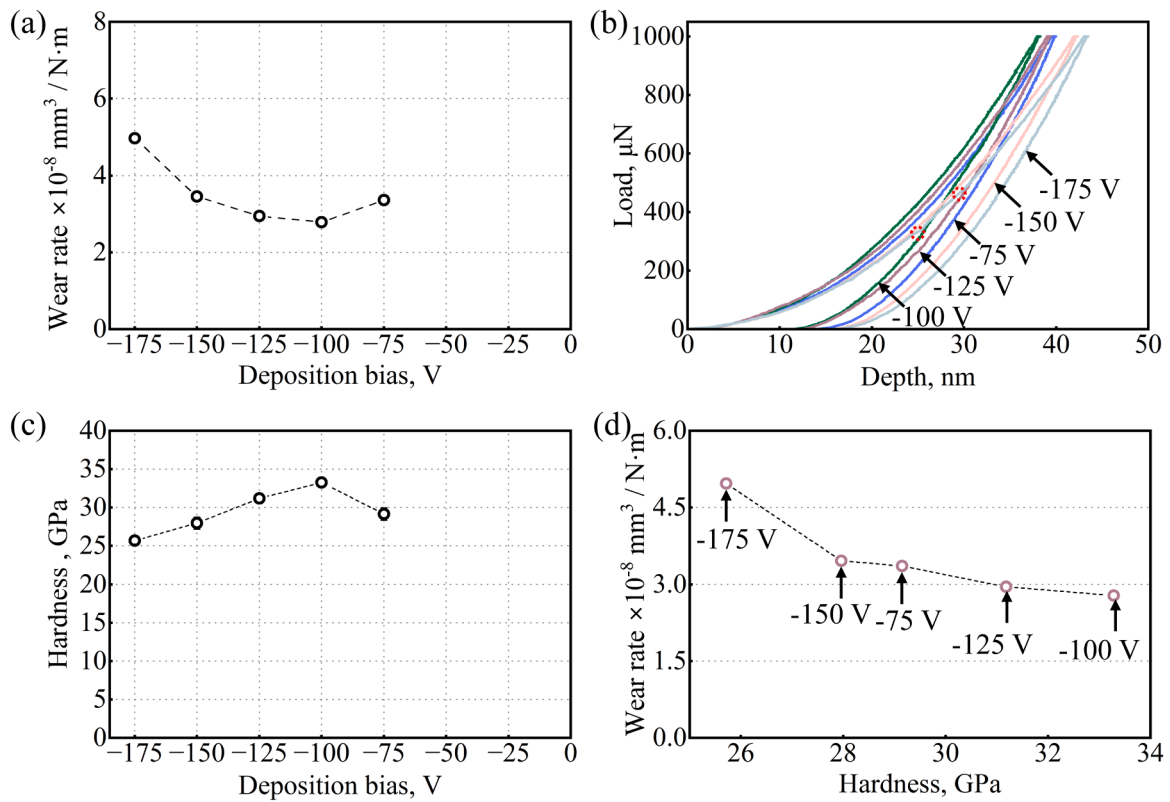 (a)
8
6
4
2
0
Wear rate ×10⁻⁸ mm³ / N·m
−175 −150 −125 −100 −75 −50 −25 0
Deposition bias, V
(b)
1000
800
600
400
200
0
Load, μN
-175 V
-150 V
-75 V
-125 V
-100 V
0 10 20 30 40 50
Depth, nm
(c)
40
35
30
25
20
15
10
5
0
Hardness , GPa
−175 −150 −125 −100 −75 −50 −25 0
Deposition bias, V
(d)
6.0
4.5
3.0
1.5
0.0
Wear rate ×10⁻⁸ mm³ / N·m
-175 V
-150 V
-75 V
-125 V
-100 V
26 28 30 32 34
Hardness, GPa